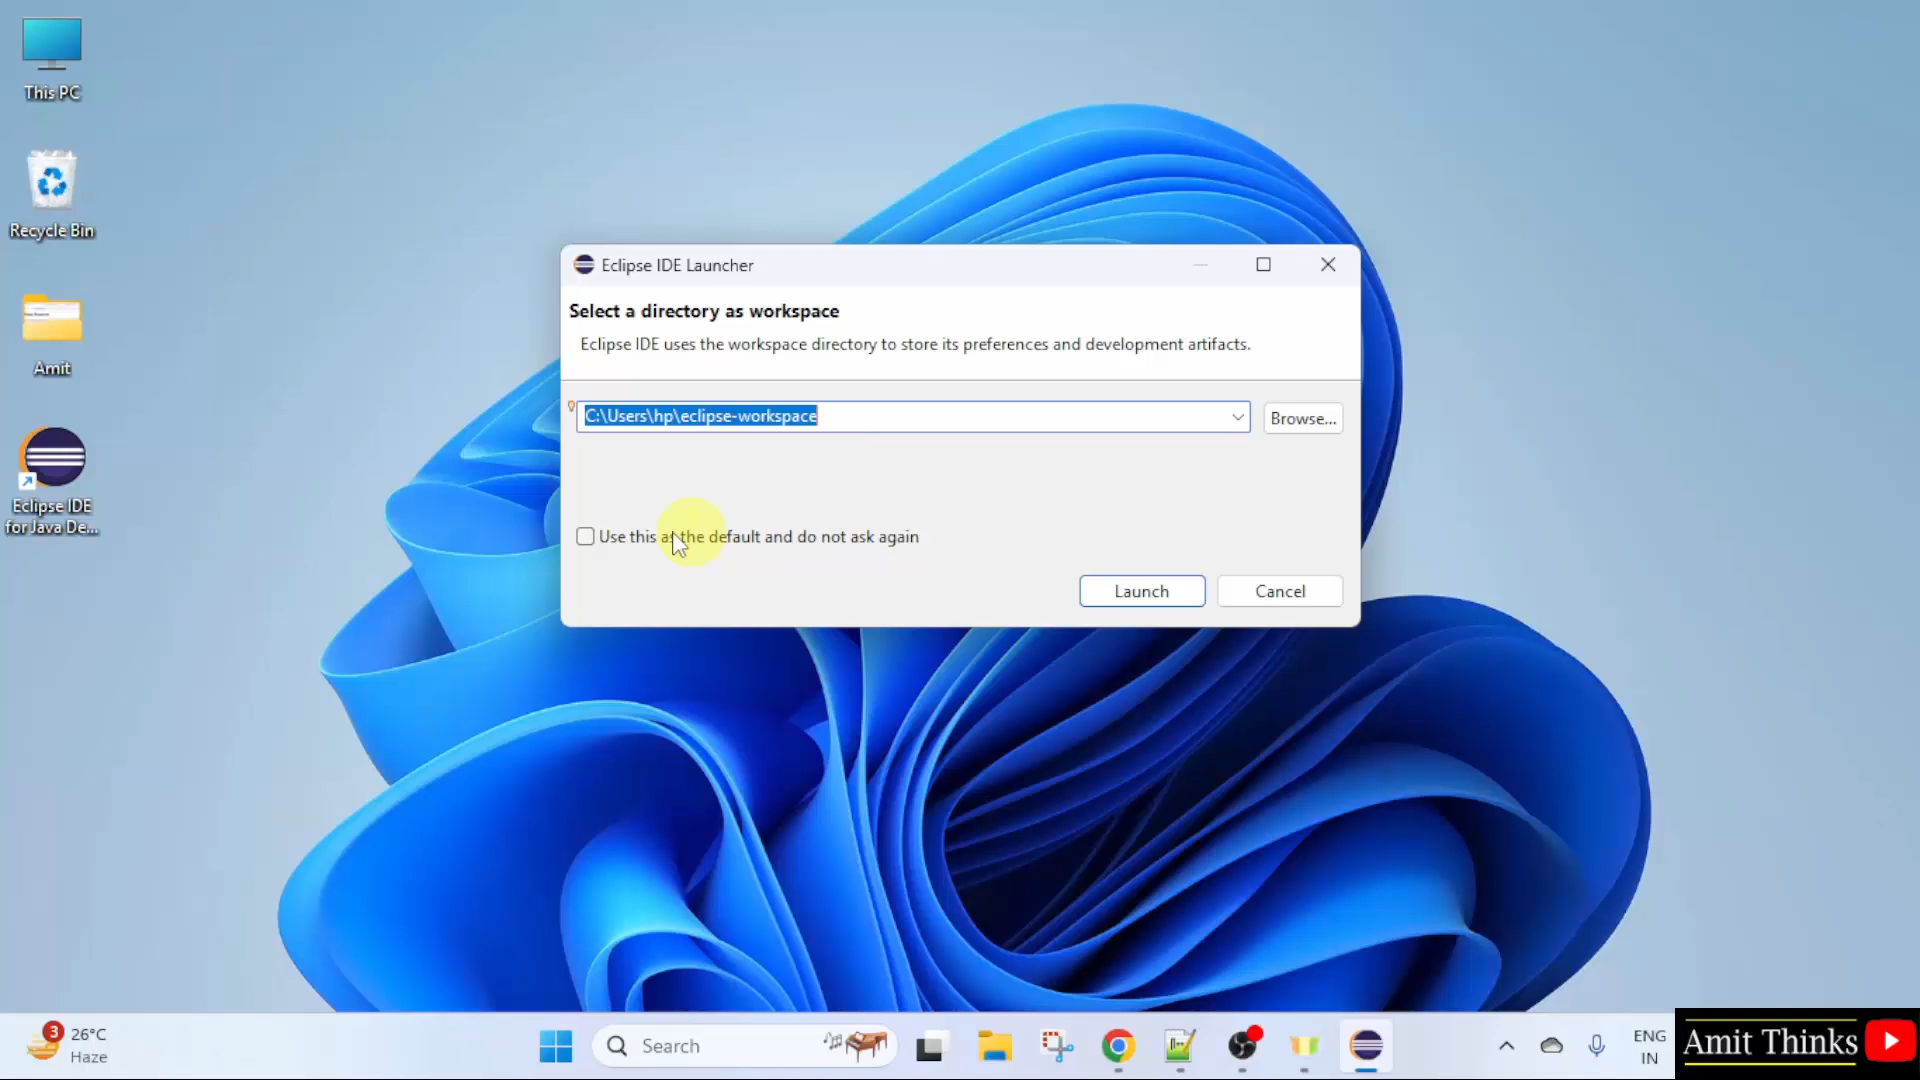 This PC
Recycle Bin
Amit
Eclipse IDE
for Java De...
Eclipse IDE Launcher
Select a directory as workspace
Eclipse IDE uses the workspace directory to store its preferences and development artifacts.
C:\Users\hp\eclipse-workspace
Browse...
Use this as the default and do not ask again
Launch
Cancel
3
26°C
Haze
Search
ENG
IN
Amit Thinks